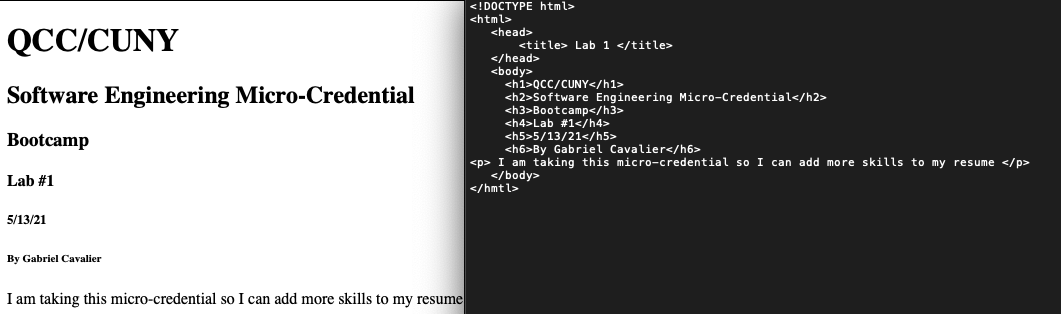 QCC/CUNY
Software Engineering Micro-Credential
Bootcamp
Lab #1
5/13/21
By Gabriel Cavalier
I am taking this micro-credential so I can add more skills to my resume
<!DOCTYPE html>
<html>
<head>
<title> Lab 1 </title>
</head>
<body>
<h1>QCC/CUNY</h1>
<h2>Software Engineering Micro-Credential</h2>
<h3>Bootcamp</h3>
<h4>Lab #1</h4>
<h5>5/13/21</h5>
<h6>By Gabriel Cavalier</h6>
<p> I am taking this micro-credential so I can add more skills to my resume </p>
</body>
</hmtl>